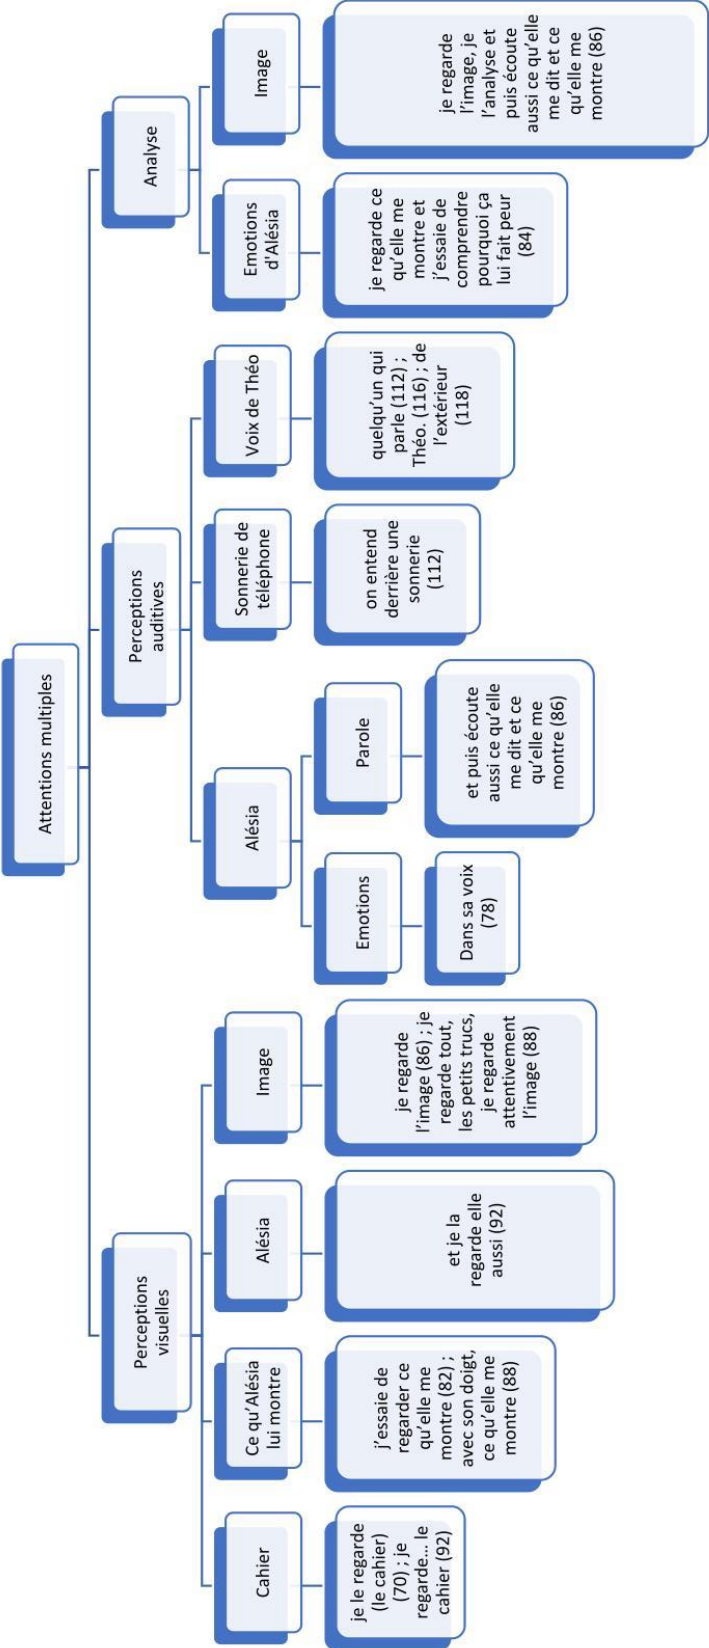 Attentions multiples
Perceptions
visuelles
Cahier
je le regarde
(le cahier)
(70) ; je
regarde... le
cahier (92)
Ce qu'Alésia
lui montre
j'essaie de
regarder ce
qu'elle me
montre (82) ;
avec son doigt,
ce qu'elle me
montre (88)
Alésia
et je la
regarde elle
aussi (92)
Image
je regarde
l'image (86) ; je
regarde tout,
les petits trucs,
je regarde
attentivement
l'image (88)
Perceptions
auditives
Alésia
Emotions
Dans sa voix
(78)
Parole
et puis écoute
aussi ce qu'elle
me dit et ce
qu'elle me
montre (86)
Sonnerie de
téléphone
on entend
derrière une
sonnerie
(112)
Voix de Théo
quelqu'un qui
parle (112) ;
Théo. (116) ; de
l'extérieur
(118)
Analyse
Emotions
d'Alésia
je regarde ce
qu'elle me
montre et
j'essaie de
comprendre
pourquoi ça
lui fait peur
(84)
Image
je regarde
l'image, je
l'analyse et
puis écoute
aussi ce qu'elle
me dit et ce
qu'elle me
montre (86)